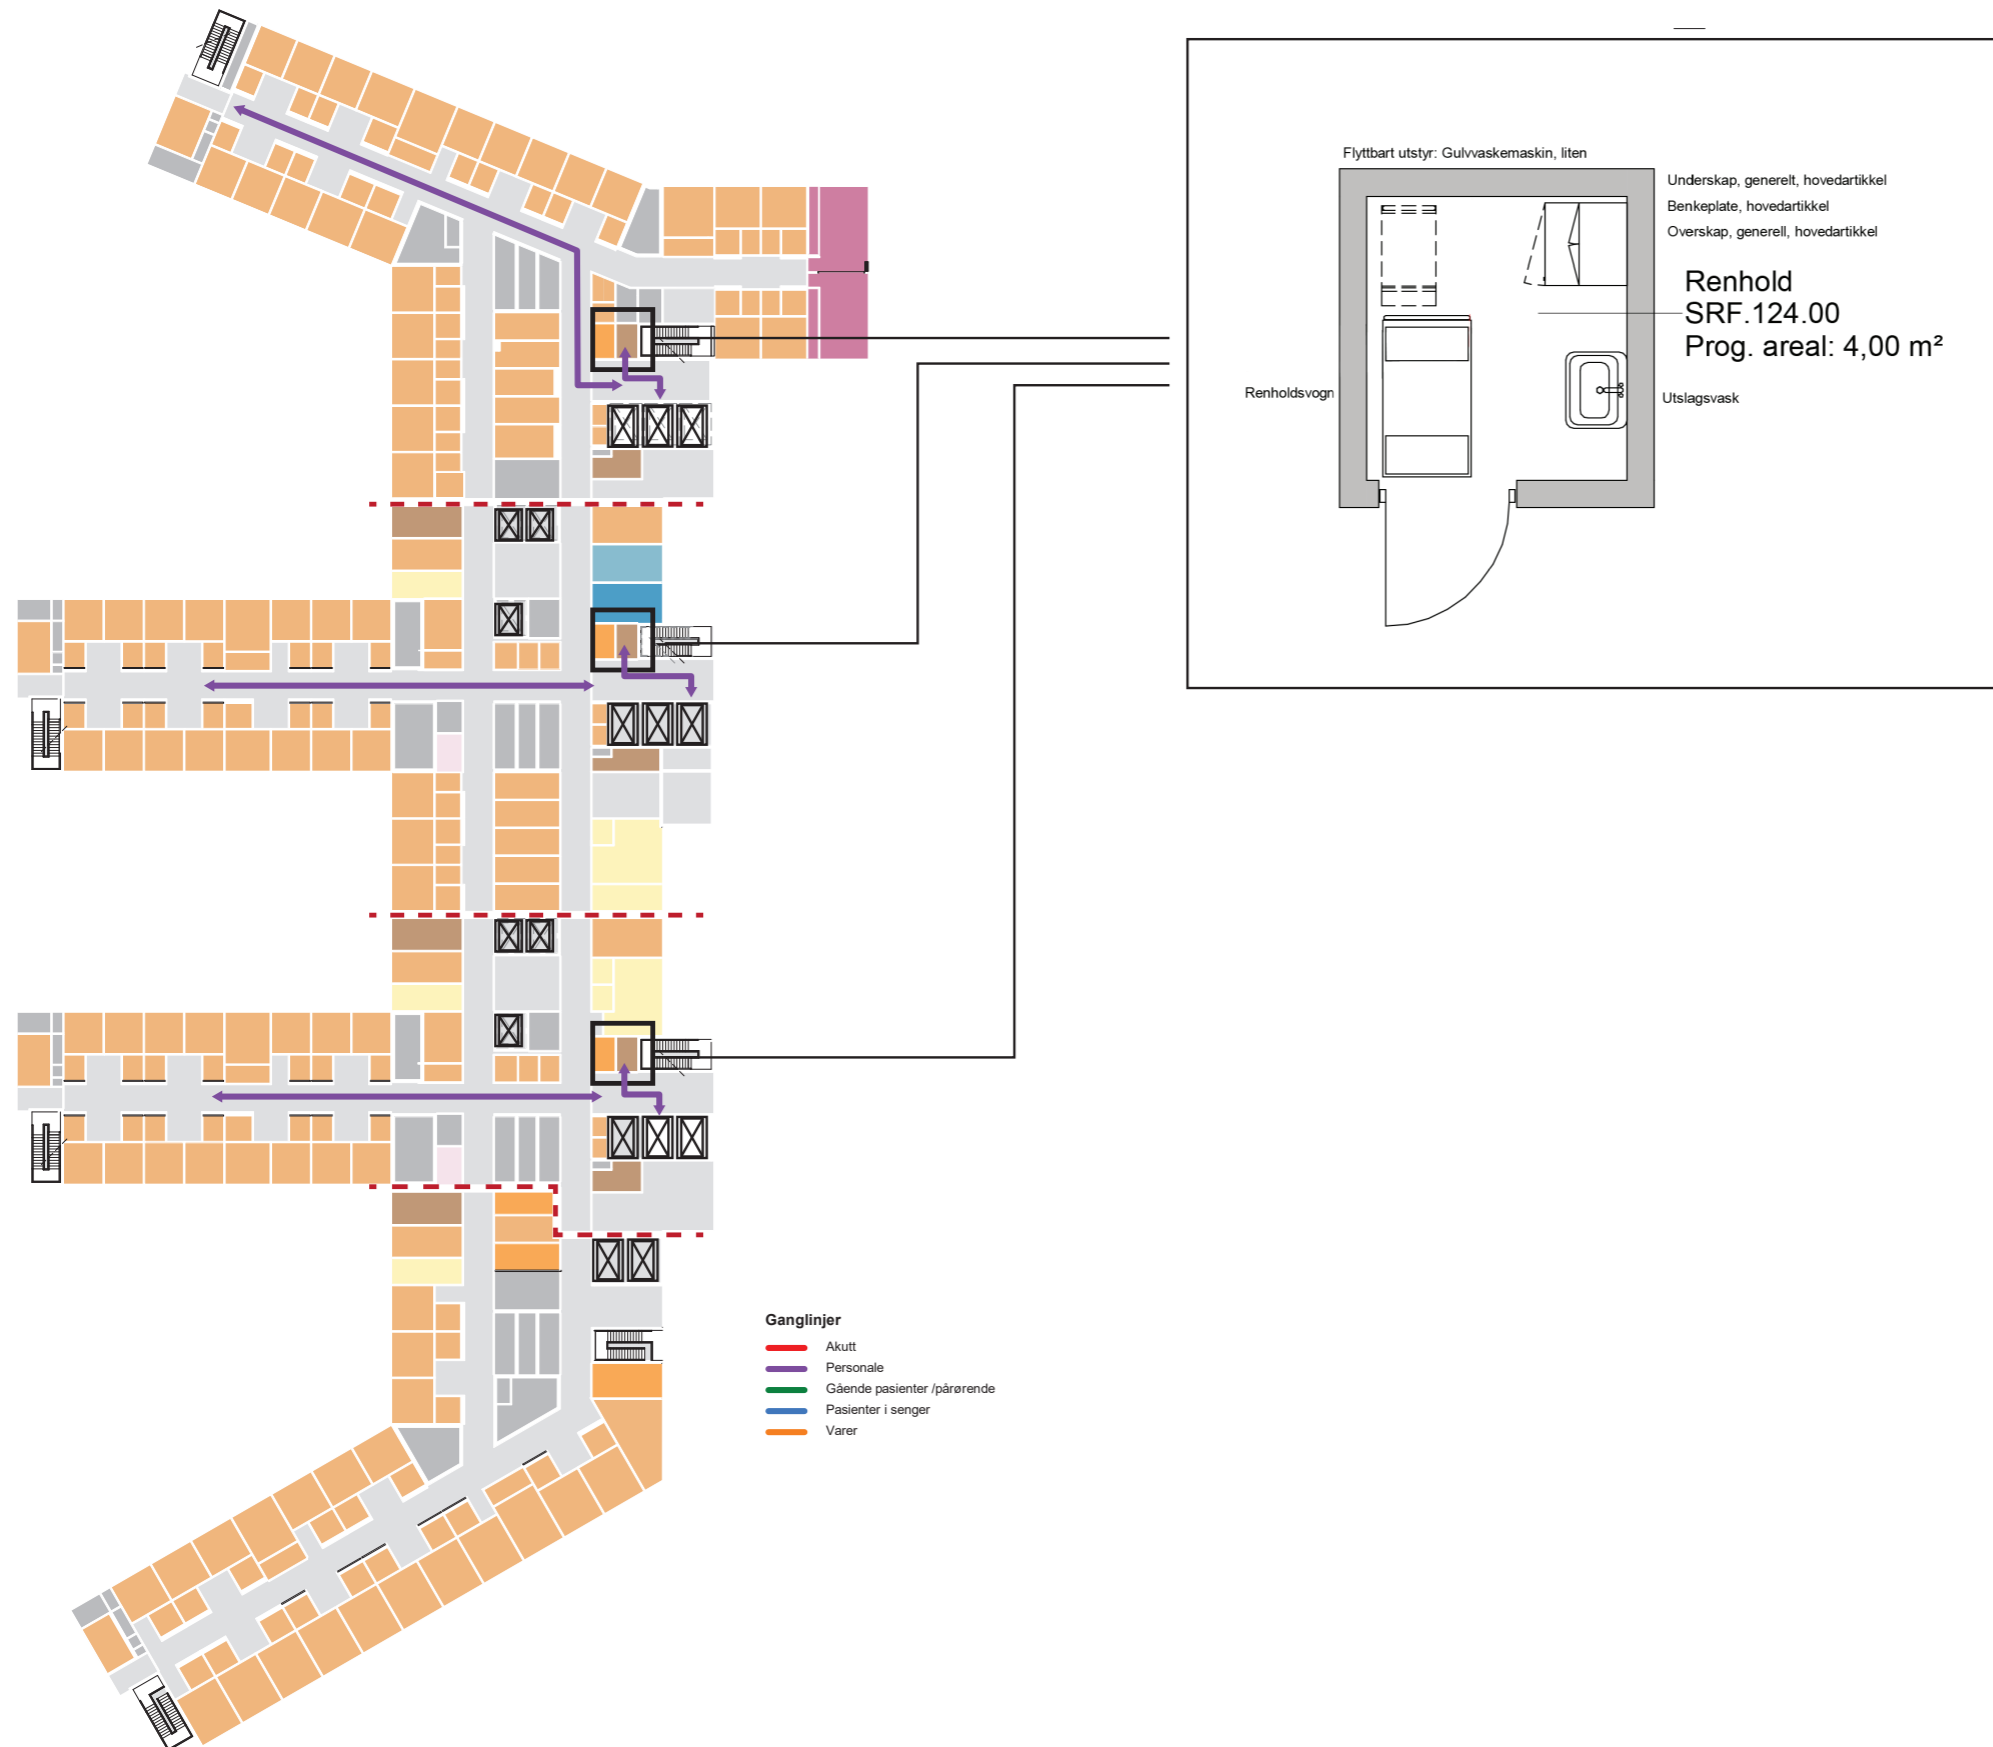 Flyttbart utstyr: Gulvvaskemaskin, liten
Underskap, generelt, hovedartikkel
Benkeplate, hovedartikkel
Overskap, generell, hovedartikkel
Renhold
SRF.124.00
Prog. areal: 4,00 m²
Renholdsvogn
Utslagsvask
Ganglinjer
Akutt
Personale
Gående pasienter /pårørende
Pasienter i senger
Varer